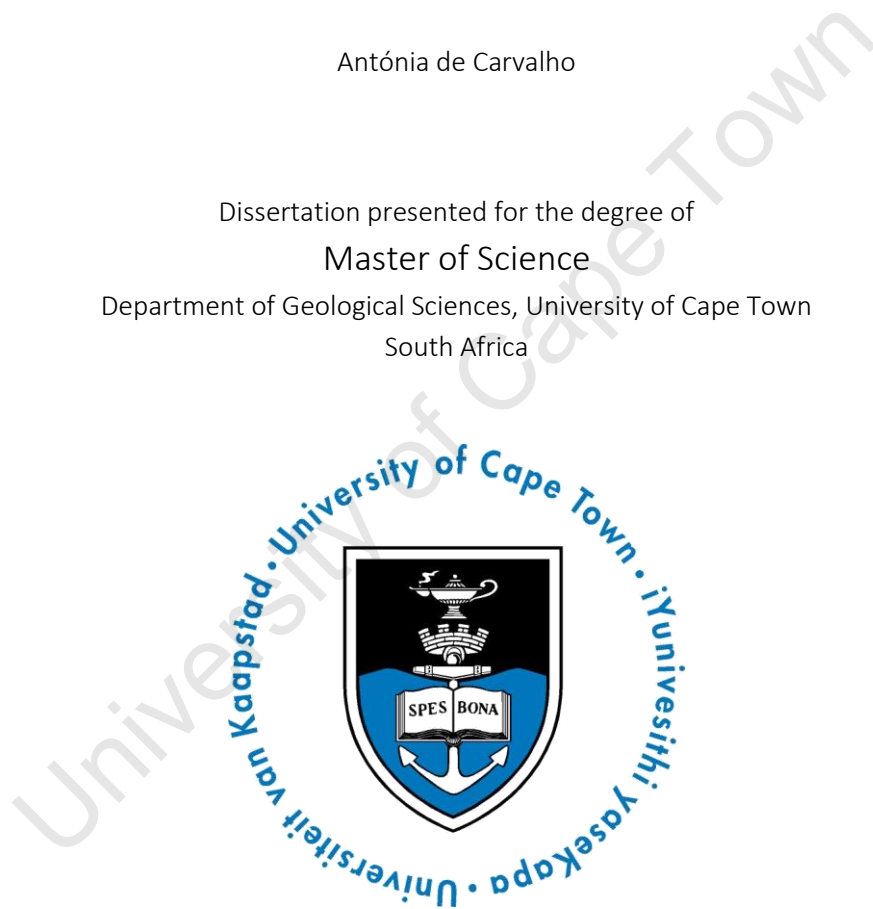 Antónia de Carvalho
Dissertation presented for the degree of
Master of Science
Department of Geological Sciences, University of Cape Town
South Africa
University of Cape Town · iYunivesithi yaseKapa · Universiteit van Kaapstad ·
SPES BONA
University of Cape Town